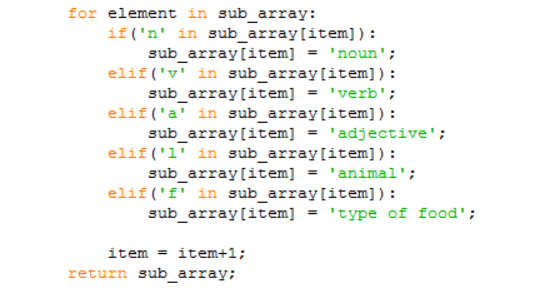 for element in sub_array:
if('n' in sub_array[item]):
sub_array[item] = 'noun';
elif('v' in sub_array[item]):
sub_array[item] = 'verb';
elif('a' in sub_array[item]):
sub_array[item] = 'adjective';
elif('l' in sub_array[item]):
sub_array[item] = 'animal';
elif('f' in sub_array[item]):
sub_array[item] = 'type of food';
item = item+1;
return sub_array;